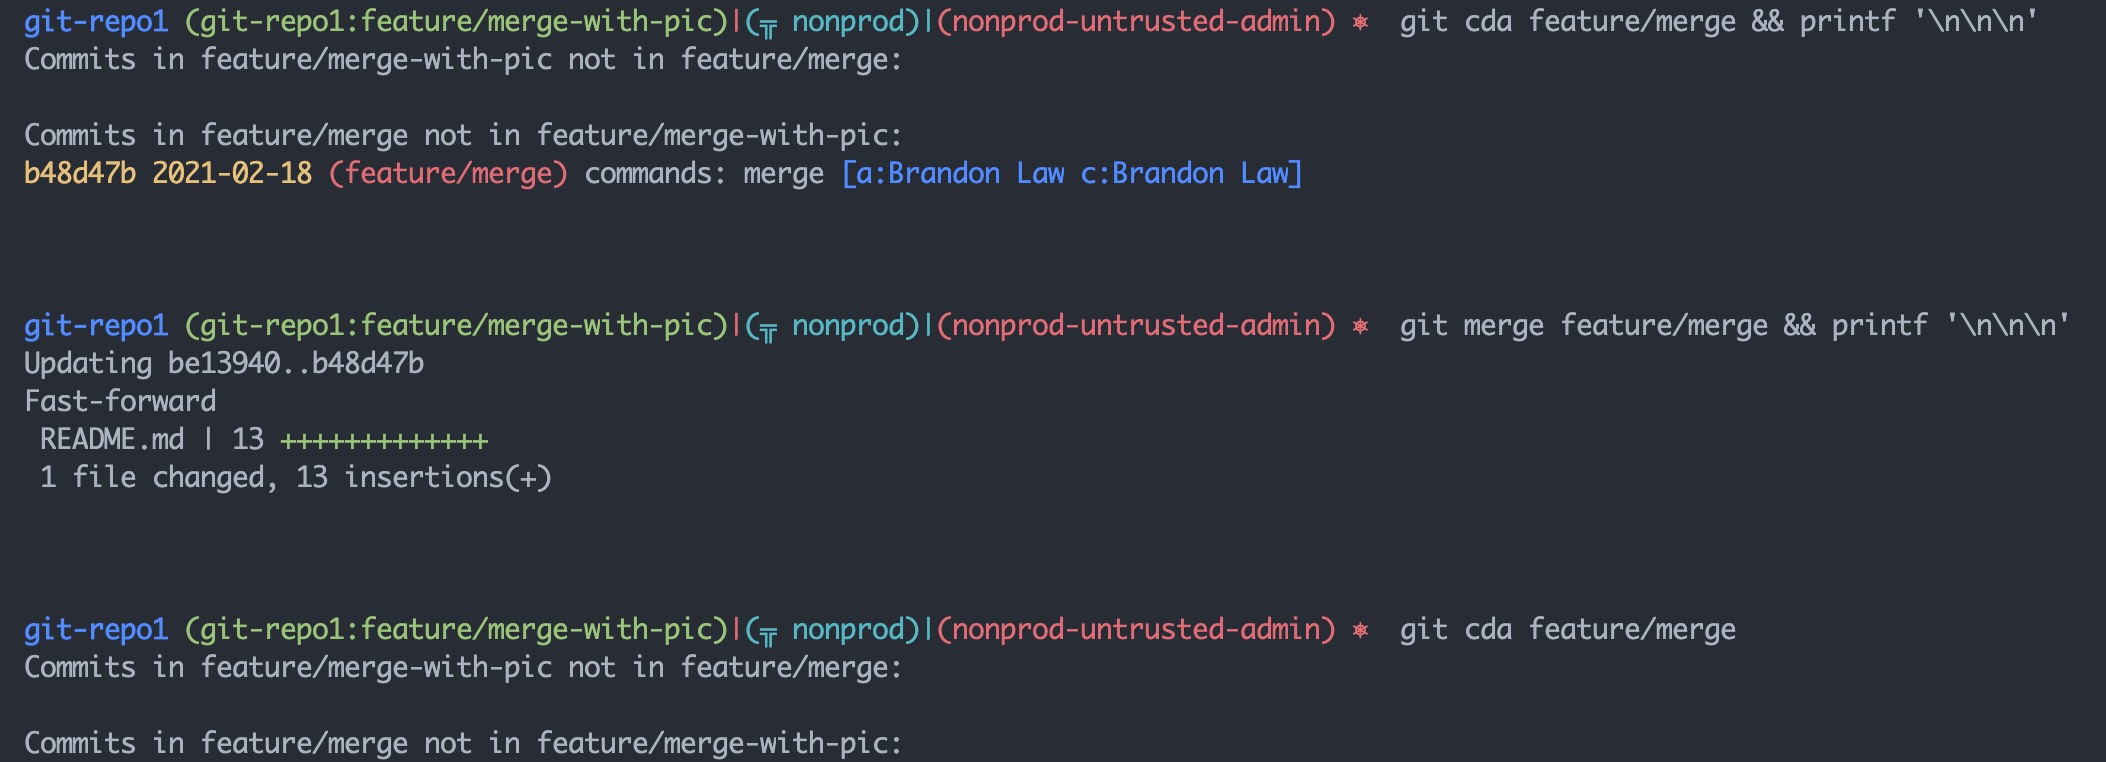 git-repo1 (git-repo1:feature/merge-with-pic)|(╦ nonprod)|(nonprod-untrusted-admin) ⎈  git cda feature/merge && printf '\n\n\n'
Commits in feature/merge-with-pic not in feature/merge:
Commits in feature/merge not in feature/merge-with-pic:
b48d47b 2021-02-18 (feature/merge) commands: merge [a:Brandon Law c:Brandon Law]
git-repo1 (git-repo1:feature/merge-with-pic)|(╦ nonprod)|(nonprod-untrusted-admin) ⎈  git merge feature/merge && printf '\n\n\n'
Updating be13940..b48d47b
Fast-forward
 README.md | 13 +++++++++++++
 1 file changed, 13 insertions(+)
git-repo1 (git-repo1:feature/merge-with-pic)|(╦ nonprod)|(nonprod-untrusted-admin) ⎈  git cda feature/merge
Commits in feature/merge-with-pic not in feature/merge:
Commits in feature/merge not in feature/merge-with-pic: